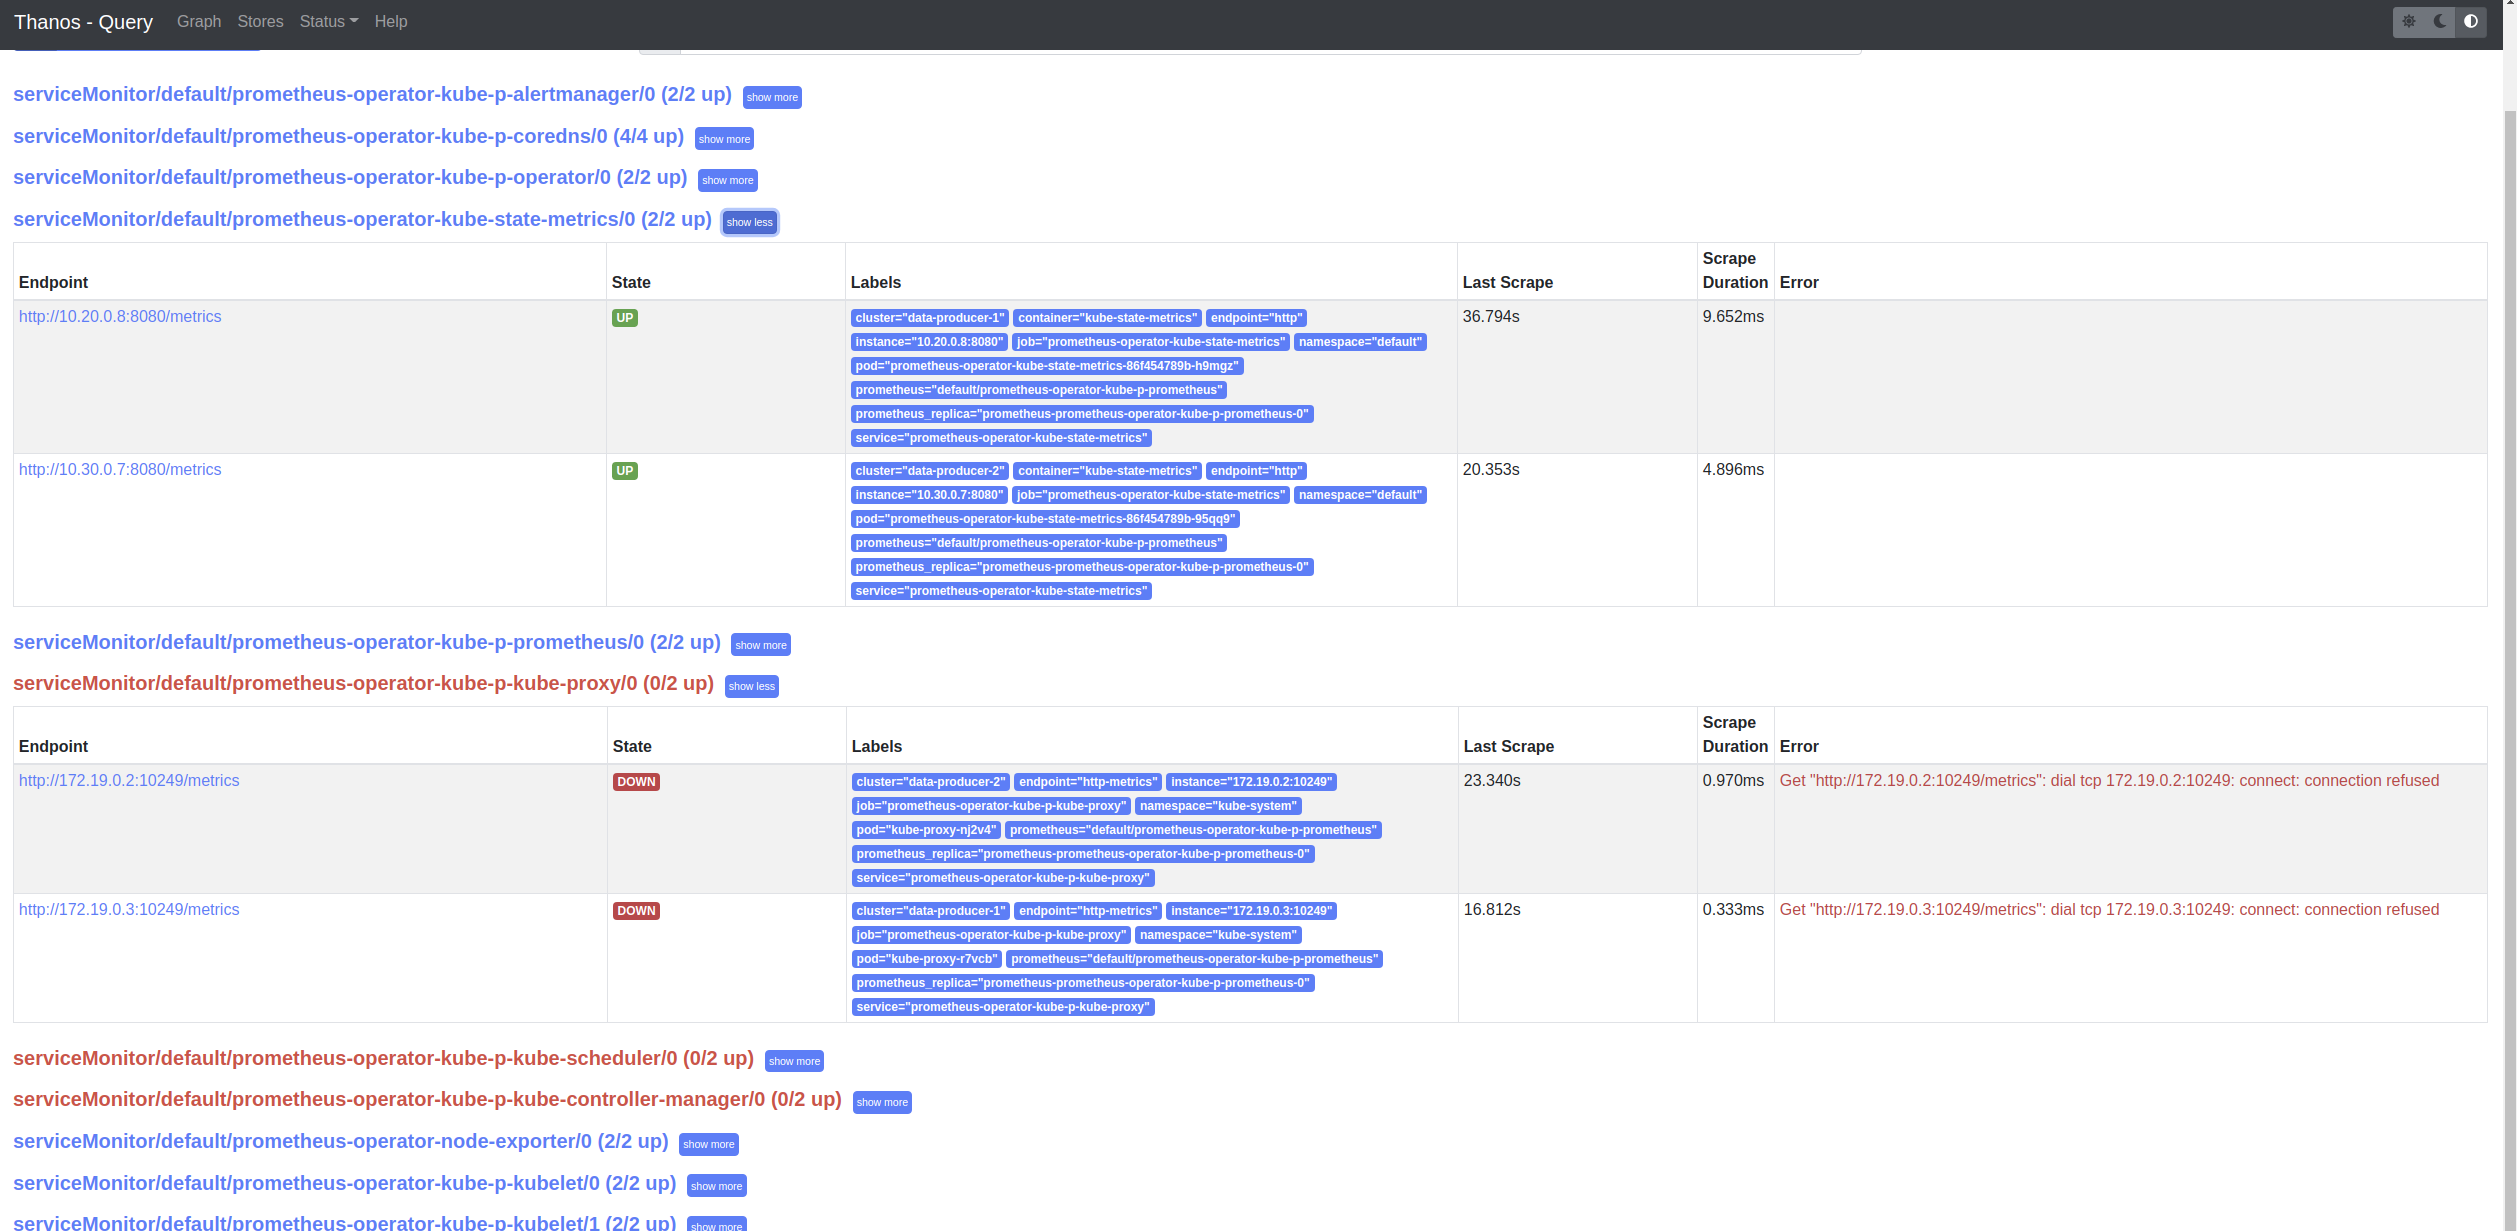 Thanos - Query Graph Stores Status Help
serviceMonitor/default/prometheus-operator-kube-p-alertmanager/0 (2/2 up) show more
serviceMonitor/default/prometheus-operator-kube-p-coredns/0 (4/4 up) show more
serviceMonitor/default/prometheus-operator-kube-p-operator/0 (2/2 up) show more
serviceMonitor/default/prometheus-operator-kube-state-metrics/0 (2/2 up) show less
Endpoint State Labels Last Scrape Scrape Duration Error
http://10.20.0.8:8080/metrics UP cluster="data-producer-1" container="kube-state-metrics" endpoint="http" 36.794s 9.652ms
instance="10.20.0.8:8080" job="prometheus-operator-kube-state-metrics" namespace="default"
pod="prometheus-operator-kube-state-metrics-86f454789b-h9mgz"
prometheus="default/prometheus-operator-kube-p-prometheus"
prometheus_replica="prometheus-prometheus-operator-kube-p-prometheus-0"
service="prometheus-operator-kube-state-metrics"
http://10.30.0.7:8080/metrics UP cluster="data-producer-2" container="kube-state-metrics" endpoint="http" 20.353s 4.896ms
instance="10.30.0.7:8080" job="prometheus-operator-kube-state-metrics" namespace="default"
pod="prometheus-operator-kube-state-metrics-86f454789b-95qq9"
prometheus="default/prometheus-operator-kube-p-prometheus"
prometheus_replica="prometheus-prometheus-operator-kube-p-prometheus-0"
service="prometheus-operator-kube-state-metrics"
serviceMonitor/default/prometheus-operator-kube-p-prometheus/0 (2/2 up) show more
serviceMonitor/default/prometheus-operator-kube-p-kube-proxy/0 (0/2 up) show less
Endpoint State Labels Last Scrape Scrape Duration Error
http://172.19.0.2:10249/metrics DOWN cluster="data-producer-2" endpoint="http-metrics" instance="172.19.0.2:10249" 23.340s 0.970ms Get "http://172.19.0.2:10249/metrics": dial tcp 172.19.0.2:10249: connect: connection refused
job="prometheus-operator-kube-p-kube-proxy" namespace="kube-system"
pod="kube-proxy-nj2v4" prometheus="default/prometheus-operator-kube-p-prometheus"
prometheus_replica="prometheus-prometheus-operator-kube-p-prometheus-0"
service="prometheus-operator-kube-p-kube-proxy"
http://172.19.0.3:10249/metrics DOWN cluster="data-producer-1" endpoint="http-metrics" instance="172.19.0.3:10249" 16.812s 0.333ms Get "http://172.19.0.3:10249/metrics": dial tcp 172.19.0.3:10249: connect: connection refused
job="prometheus-operator-kube-p-kube-proxy" namespace="kube-system"
pod="kube-proxy-r7vcb" prometheus="default/prometheus-operator-kube-p-prometheus"
prometheus_replica="prometheus-prometheus-operator-kube-p-prometheus-0"
service="prometheus-operator-kube-p-kube-proxy"
serviceMonitor/default/prometheus-operator-kube-p-kube-scheduler/0 (0/2 up) show more
serviceMonitor/default/prometheus-operator-kube-p-kube-controller-manager/0 (0/2 up) show more
serviceMonitor/default/prometheus-operator-node-exporter/0 (2/2 up) show more
serviceMonitor/default/prometheus-operator-kube-p-kubelet/0 (2/2 up) show more
serviceMonitor/default/prometheus-operator-kube-p-kubelet/1 (2/2 up) show more